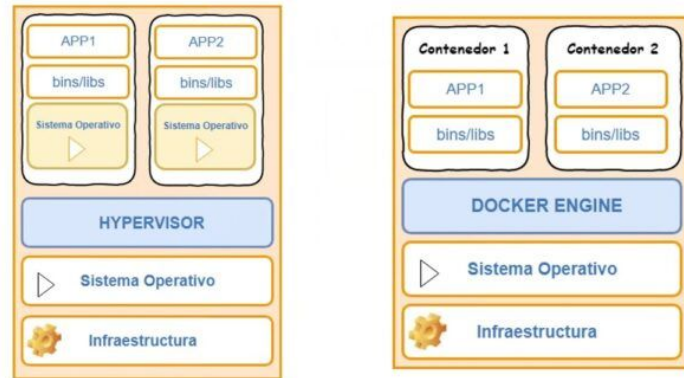 APP1
bins/libs
Sistema Operativo
APP2
bins/libs
Sistema Operativo
HYPERVISOR
Sistema Operativo
Infraestructura
Contenedor 1
APP1
bins/libs
Contenedor 2
APP2
bins/libs
DOCKER ENGINE
Sistema Operativo
Infraestructura